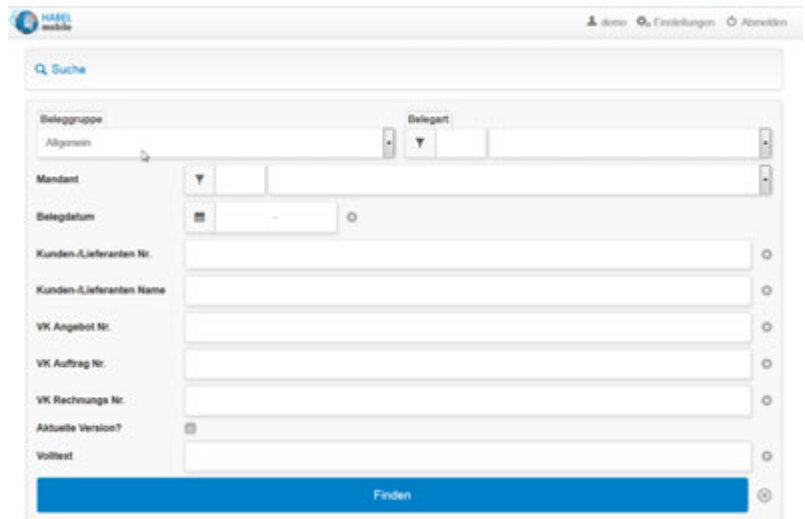 HABEL
mobile
demo Einstellungen Abmelden
Suche
Beleggruppe Belegart
Allgemein
Mandant
Belegdatum -
Kunden-/Lieferanten Nr.
Kunden-/Lieferanten Name
VK Angebot Nr.
VK Auftrag Nr.
VK Rechnungs Nr.
Aktuelle Version?
Volltext
Finden